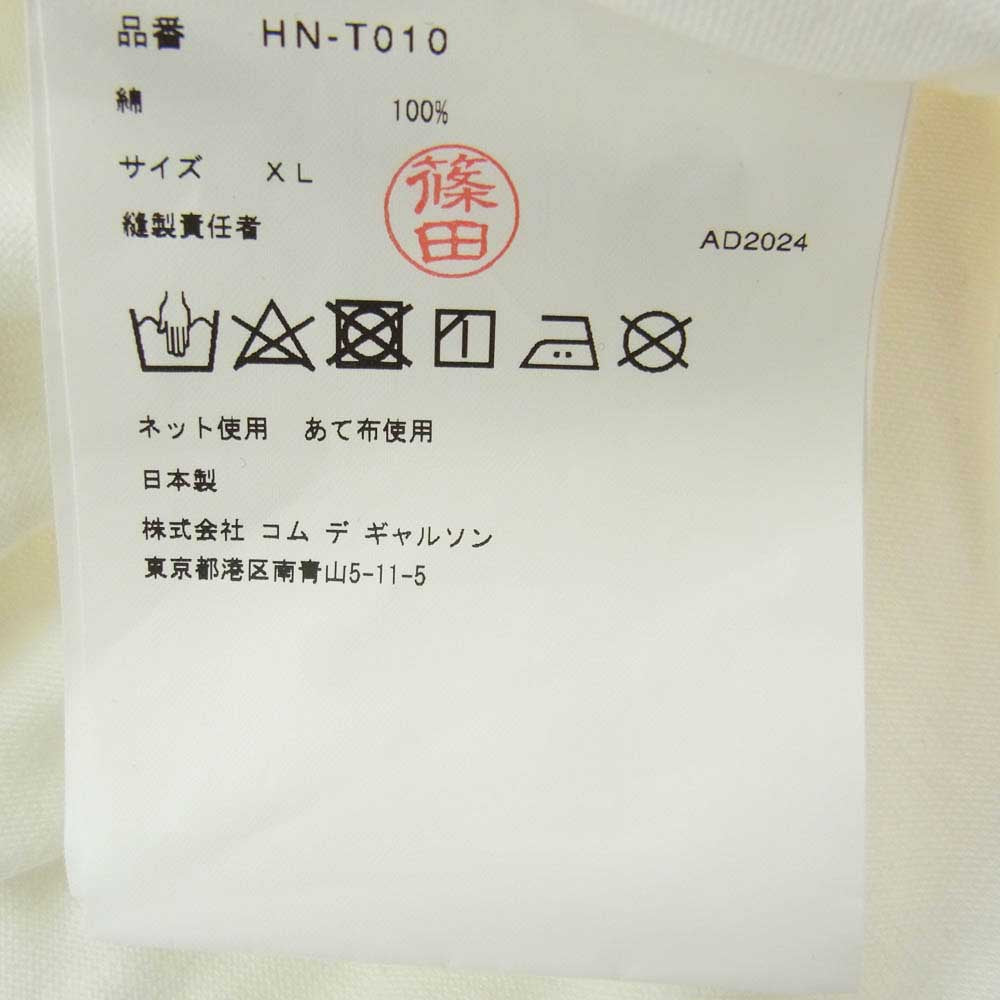 品番 HN-T010
綿 100%
サイズ XL
篠田
縫製責任者
AD2024
ネット使用 あて布使用
日本製
株式会社 コム デ ギャルソン
東京都港区南青山5-11-5